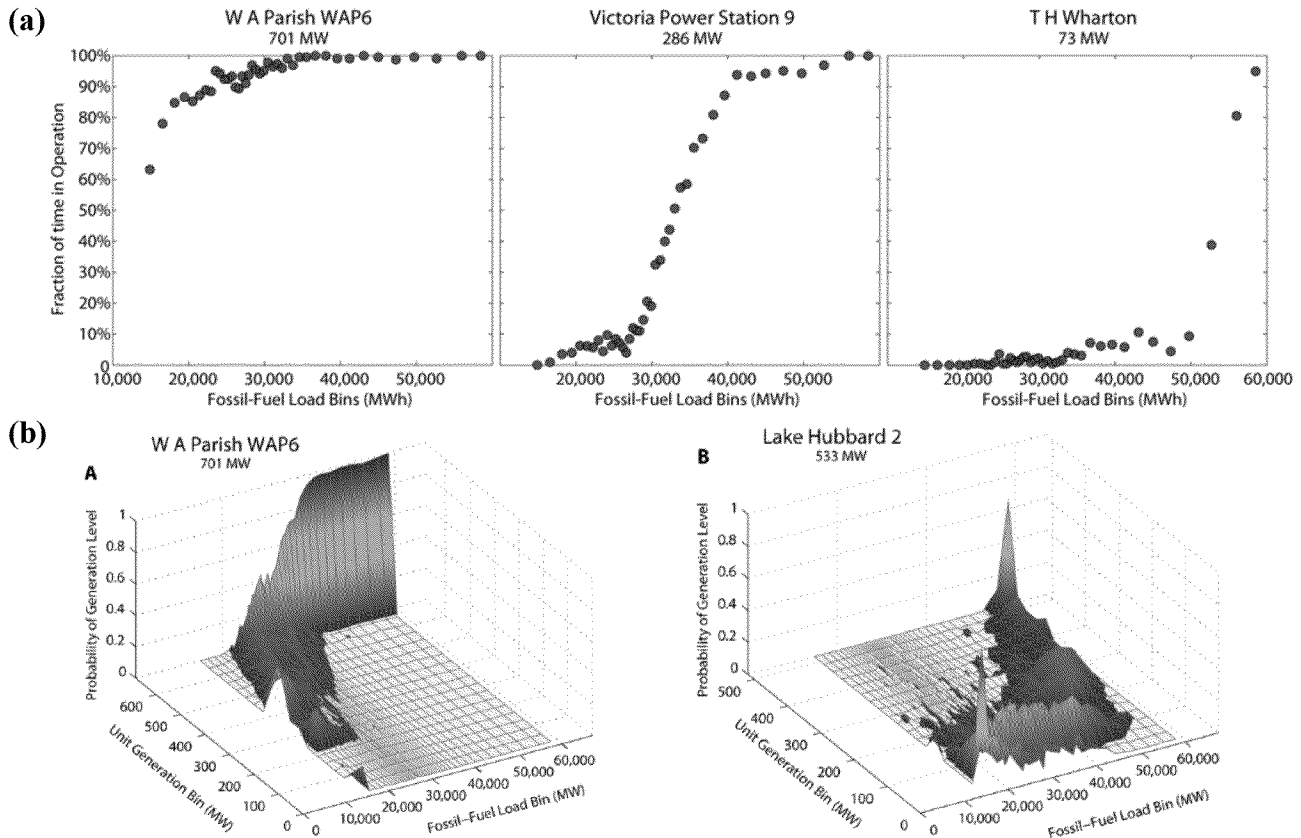 (a)
W A Parish WAP6
701 MW
Victoria Power Station 9
286 MW
T H Wharton
73 MW
Fraction of time in Operation
100%
90%
80%
70%
60%
50%
40%
30%
20%
10%
0
10,000 20,000 30,000 40,000 50,000
Fossil-Fuel Load Bins (MWh)
20,000 30,000 40,000 50,000
Fossil-Fuel Load Bins (MWh)
20,000 30,000 40,000 50,000 60,000
Fossil-Fuel Load Bins (MWh)
(b)
A
W A Parish WAP6
701 MW
Probability of Generation Level
1
0.8
0.6
0.4
0.2
0
600
500
400
300
200
100
0
Unit Generation Bin (MW)
0 10,000 20,000 30,000 40,000 50,000 60,000
Fossil-Fuel Load Bin (MW)
B
Lake Hubbard 2
533 MW
Probability of Generation Level
1
0.8
0.6
0.4
0.2
0
500
400
300
200
100
0
Unit Generation Bin (MW)
0 10,000 20,000 30,000 40,000 50,000 60,000
Fossil-Fuel Load Bin (MW)